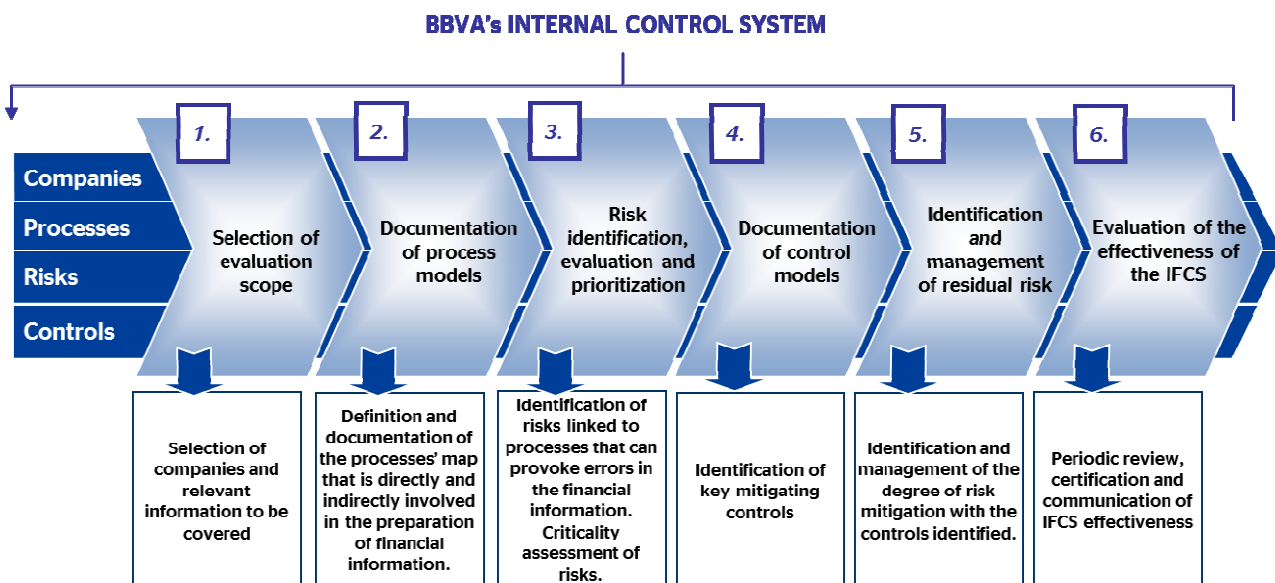 BBVA's INTERNAL CONTROL SYSTEM
1.
2.
3.
4.
5.
6.
Companies
Processes
Risks
Controls
Selection of
evaluation
scope
Documentation
of process
models
Risk
identification,
evaluation and
prioritization
Documentation
of control
models
Identification
and
management
of residual risk
Evaluation of the
effectiveness of
the IFCS
Selection of
companies and
relevant
information to be
covered
Definition and
documentation of
the processes' map
that is directly and
indirectly involved
in the preparation
of financial
information.
Identification of
risks linked to
processes that can
provoke errors in
the financial
information.
Criticality
assessment of
risks.
Identification of
key mitigating
controls
Identification and
management of the
degree of risk
mitigation with the
controls identified.
Periodic review,
certification and
communication of
IFCS effectiveness